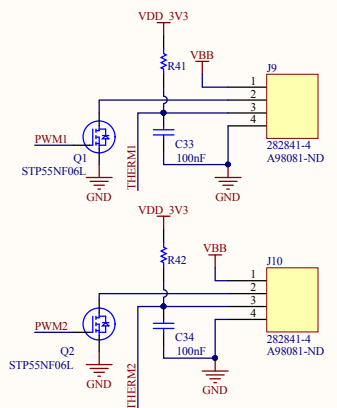 VDD_3V3
R41
VBB
J9
1
2
3
4
C33
100nF
PWM1
Q1
STP55NF06L
THERM1
GND
GND
282841-4
A98081-ND
VDD_3V3
R42
VBB
J10
1
2
3
4
C34
100nF
PWM2
Q2
STP55NF06L
THERM2
GND
GND
282841-4
A98081-ND